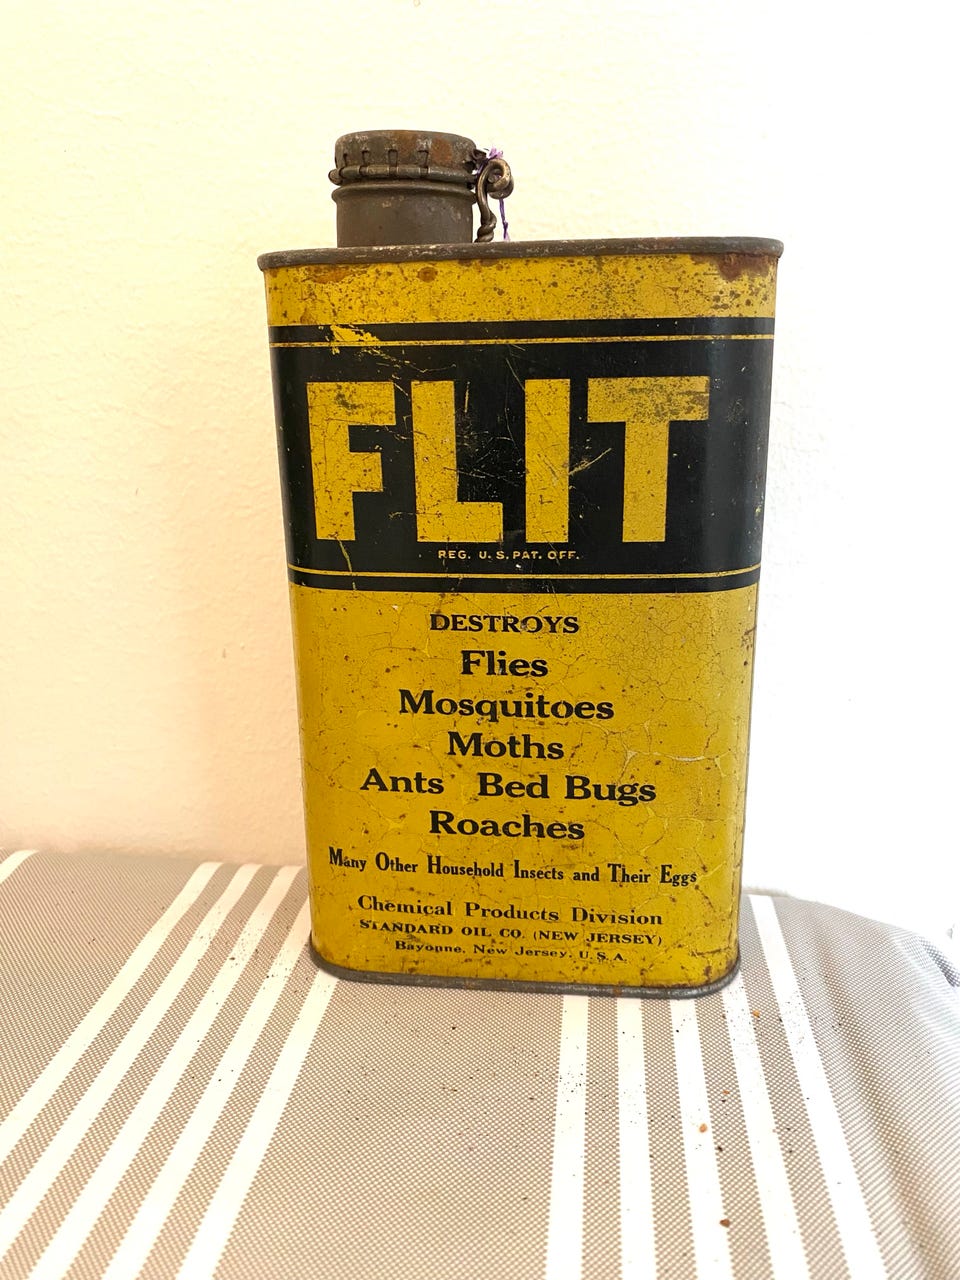 FLIT
REG. U.S. PAT. OFF.
DESTROYS
Flies
Mosquitoes
Moths
Ants Bed Bugs
Roaches
Many Other Household Insects and Their Eggs
Chemical Products Division
STANDARD OIL CO. (NEW JERSEY)
Bayonne, New Jersey, U.S.A.